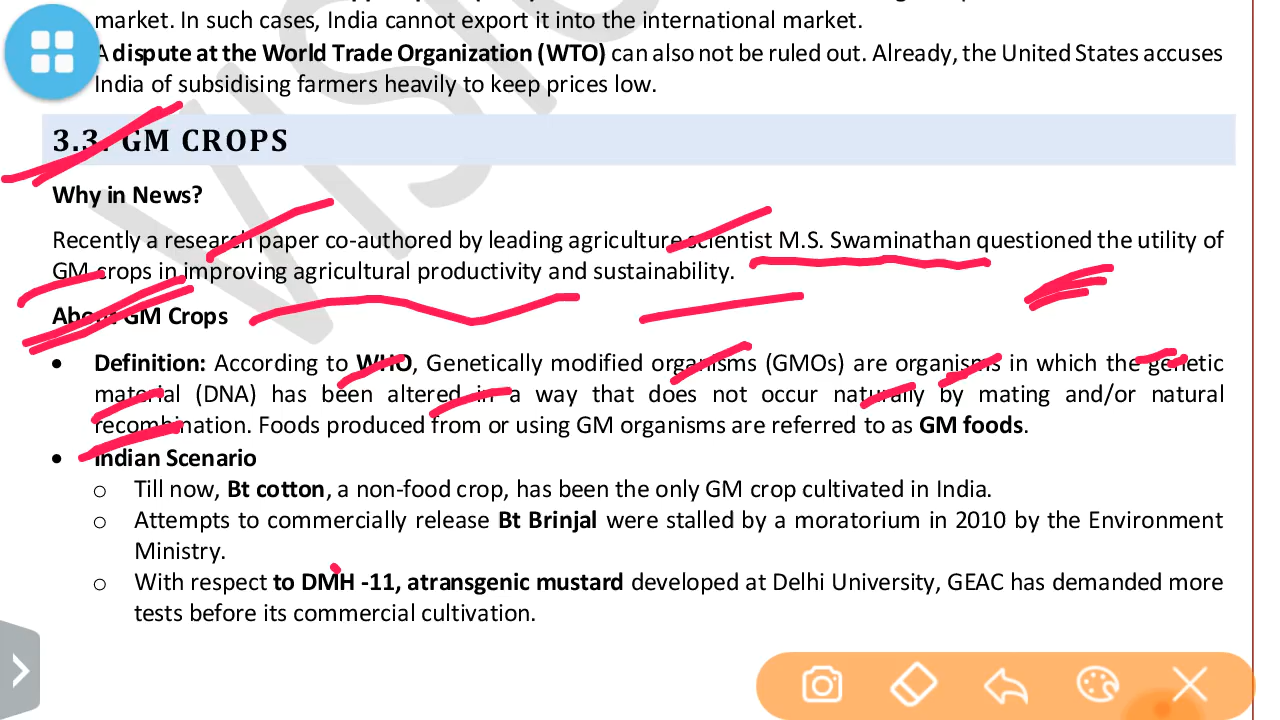 market. In such cases, India cannot export it into the international market.
A dispute at the World Trade Organization (WTO) can also not be ruled out. Already, the United States accuses
India of subsidising farmers heavily to keep prices low.
3.3. GM CROPS
Why in News?
Recently a research paper co-authored by leading agriculture scientist M.S. Swaminathan questioned the utility of
GM crops in improving agricultural productivity and sustainability.
About GM Crops
• Definition: According to WHO, Genetically modified organisms (GMOs) are organisms in which the genetic
material (DNA) has been altered in a way that does not occur naturally by mating and/or natural
recombination. Foods produced from or using GM organisms are referred to as GM foods.
• Indian Scenario
o Till now, Bt cotton, a non-food crop, has been the only GM crop cultivated in India.
o Attempts to commercially release Bt Brinjal were stalled by a moratorium in 2010 by the Environment
Ministry.
o With respect to DMH -11, atransgenic mustard developed at Delhi University, GEAC has demanded more
tests before its commercial cultivation.